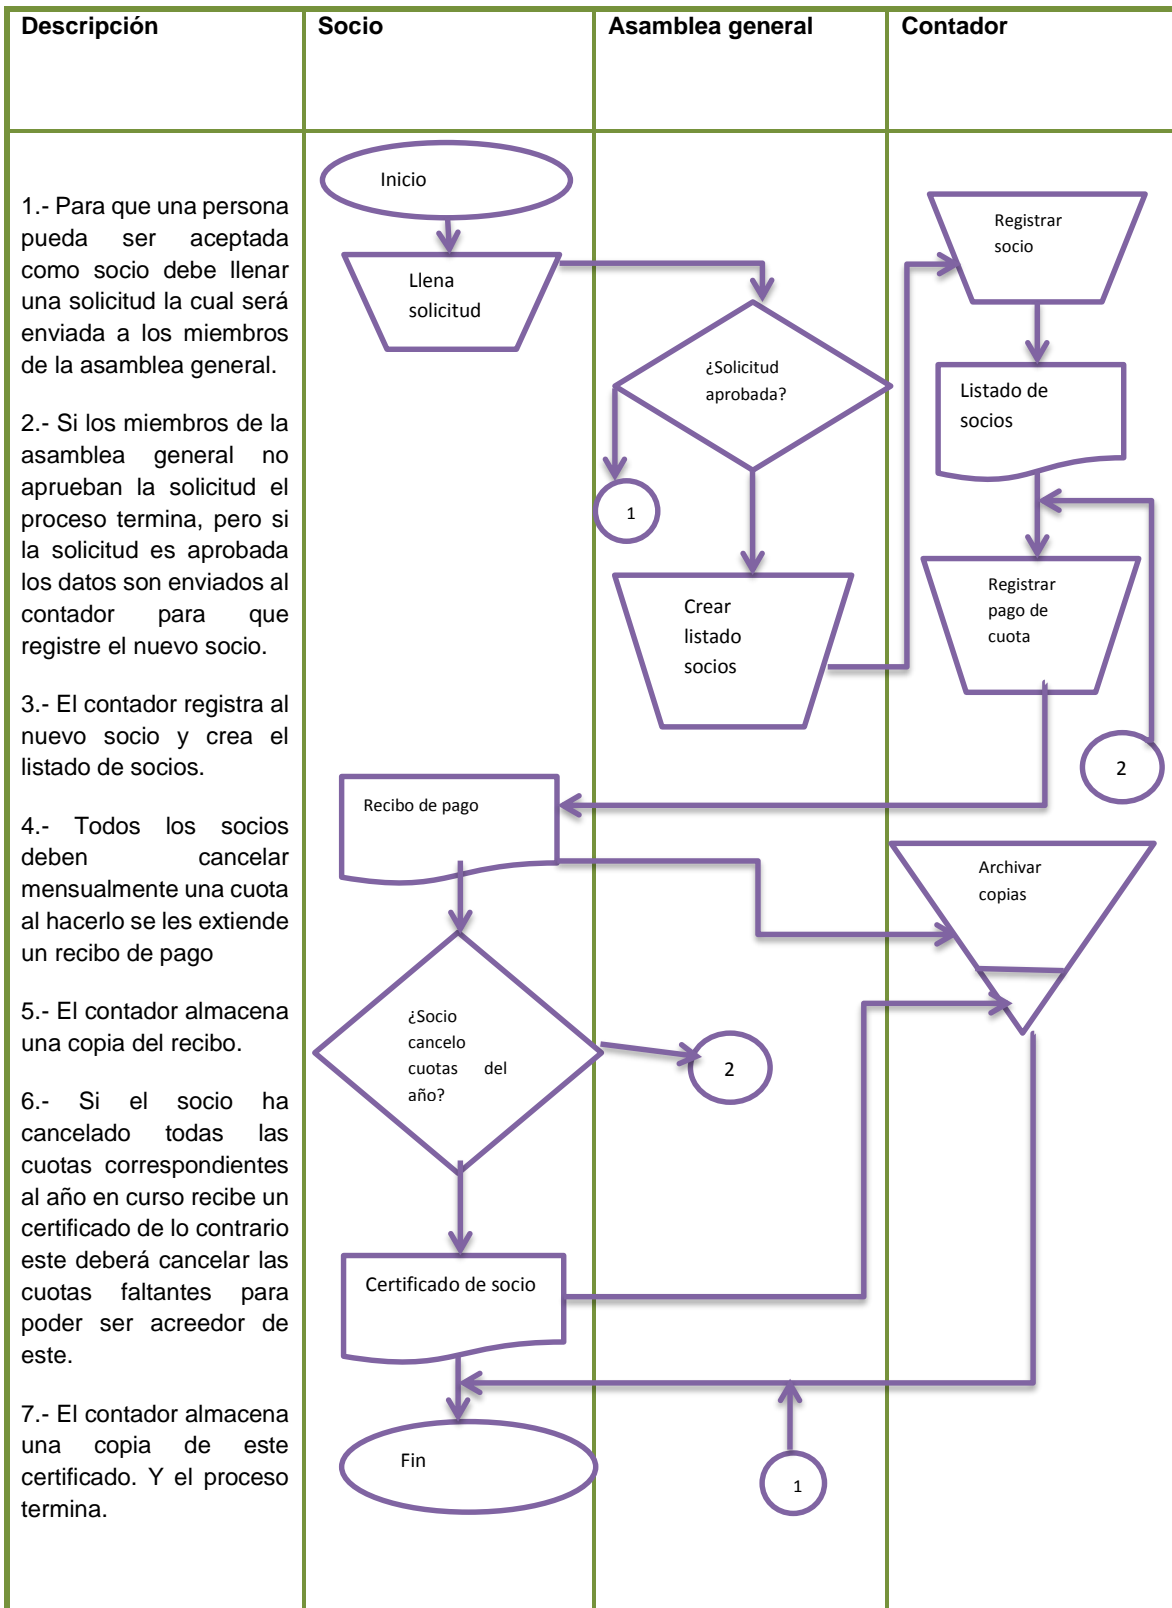 Descripción
Socio
Asamblea general
Contador
1.- Para que una persona
pueda ser aceptada
como socio debe llenar
una solicitud la cual será
enviada a los miembros
de la asamblea general.
2.- Si los miembros de la
asamblea general no
aprueban la solicitud el
proceso termina, pero si
la solicitud es aprobada
los datos son enviados al
contador para que
registre el nuevo socio.
3.- El contador registra al
nuevo socio y crea el
listado de socios.
4.- Todos los socios
deben cancelar
mensualmente una cuota
al hacerlo se les extiende
un recibo de pago
5.- El contador almacena
una copia del recibo.
6.- Si el socio ha
cancelado todas las
cuotas correspondientes
al año en curso recibe un
certificado de lo contrario
este deberá cancelar las
cuotas faltantes para
poder ser acreedor de
este.
7.- El contador almacena
una copia de este
certificado. Y el proceso
termina.
Inicio
Llena
solicitud
¿Solicitud
aprobada?
1
Crear
listado
socios
Registrar
socio
Listado de
socios
Registrar
pago de
cuota
2
Recibo de pago
Archivar
copias
¿Socio
cancelo
cuotas del
año?
2
Certificado de socio
Fin
1